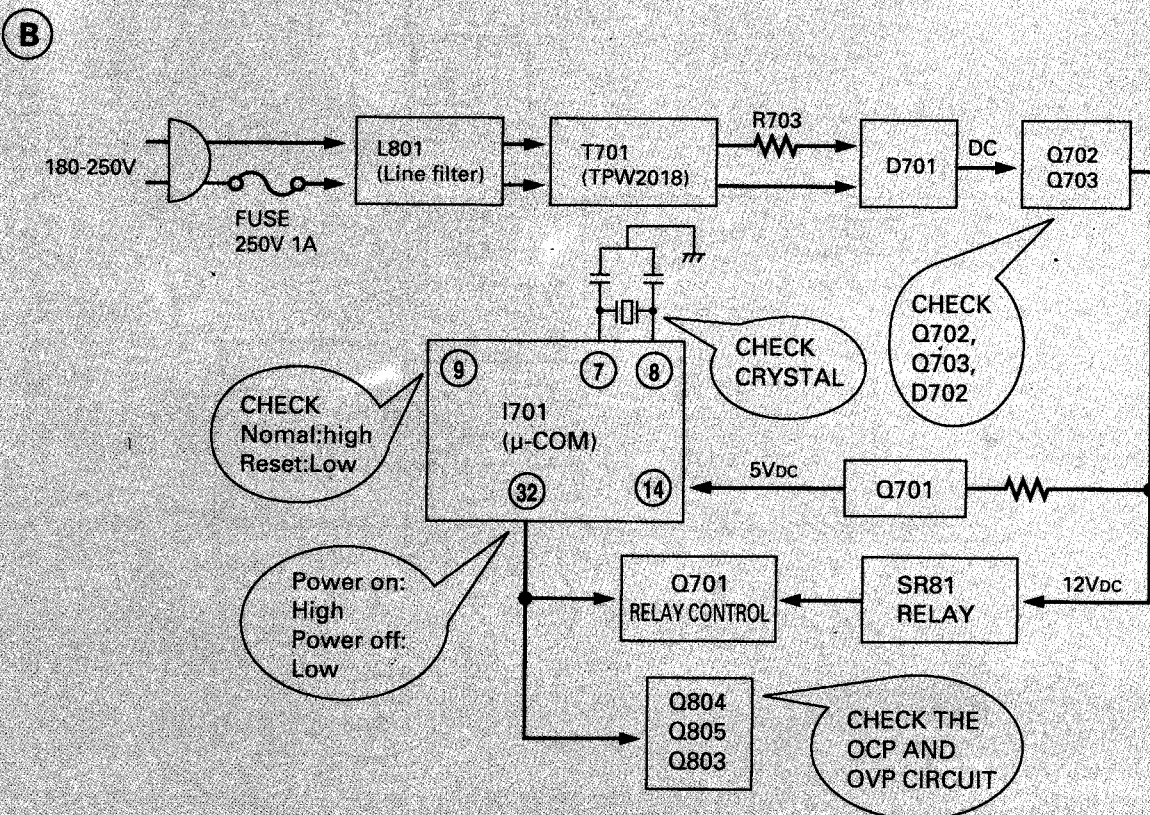 B
180-250V
FUSE
250V 1A
L801
(Line filter)
T701
(TPW2018)
R703
D701
DC
Q702
Q703
CHECK
Q702,
Q703,
D702
CHECK
CRYSTAL
9
7
8
I701
(μ-COM)
32
14
CHECK
Nomal:high
Reset:Low
5VDC
Q701
Power on:
High
Power off:
Low
Q701
RELAY CONTROL
SR81
RELAY
12VDC
Q804
Q805
Q803
CHECK THE
OCP AND
OVP CIRCUIT